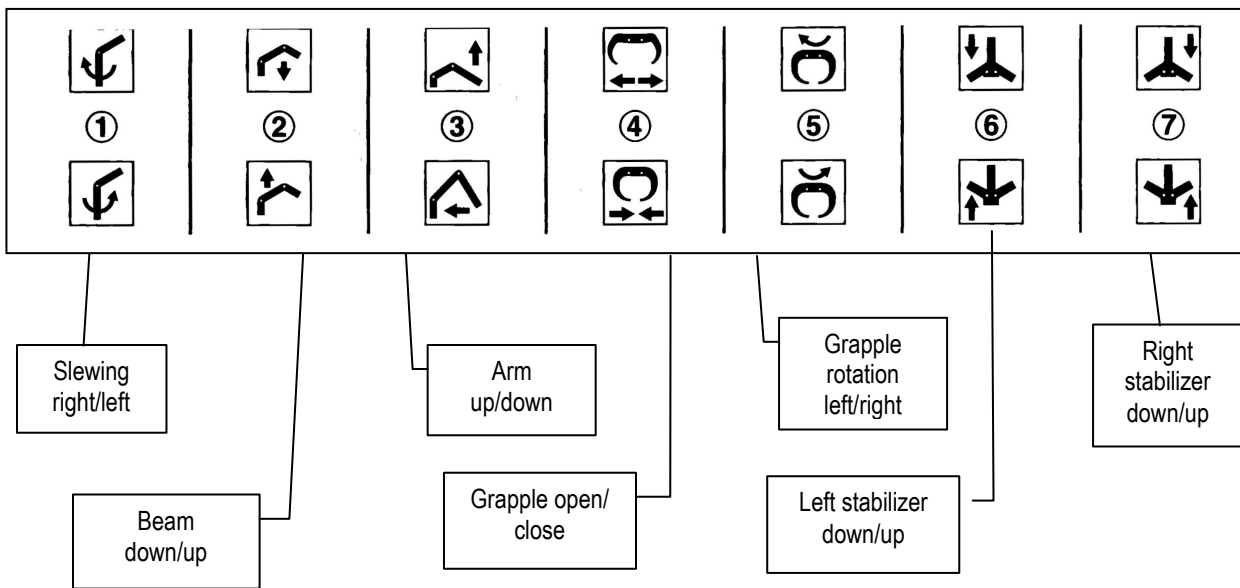 ① ② ③ ④ ⑤ ⑥ ⑦
Slewing
right/left
Arm
up/down
Grapple
rotation
left/right
Right
stabilizer
down/up
Beam
down/up
Grapple open/
close
Left stabilizer
down/up